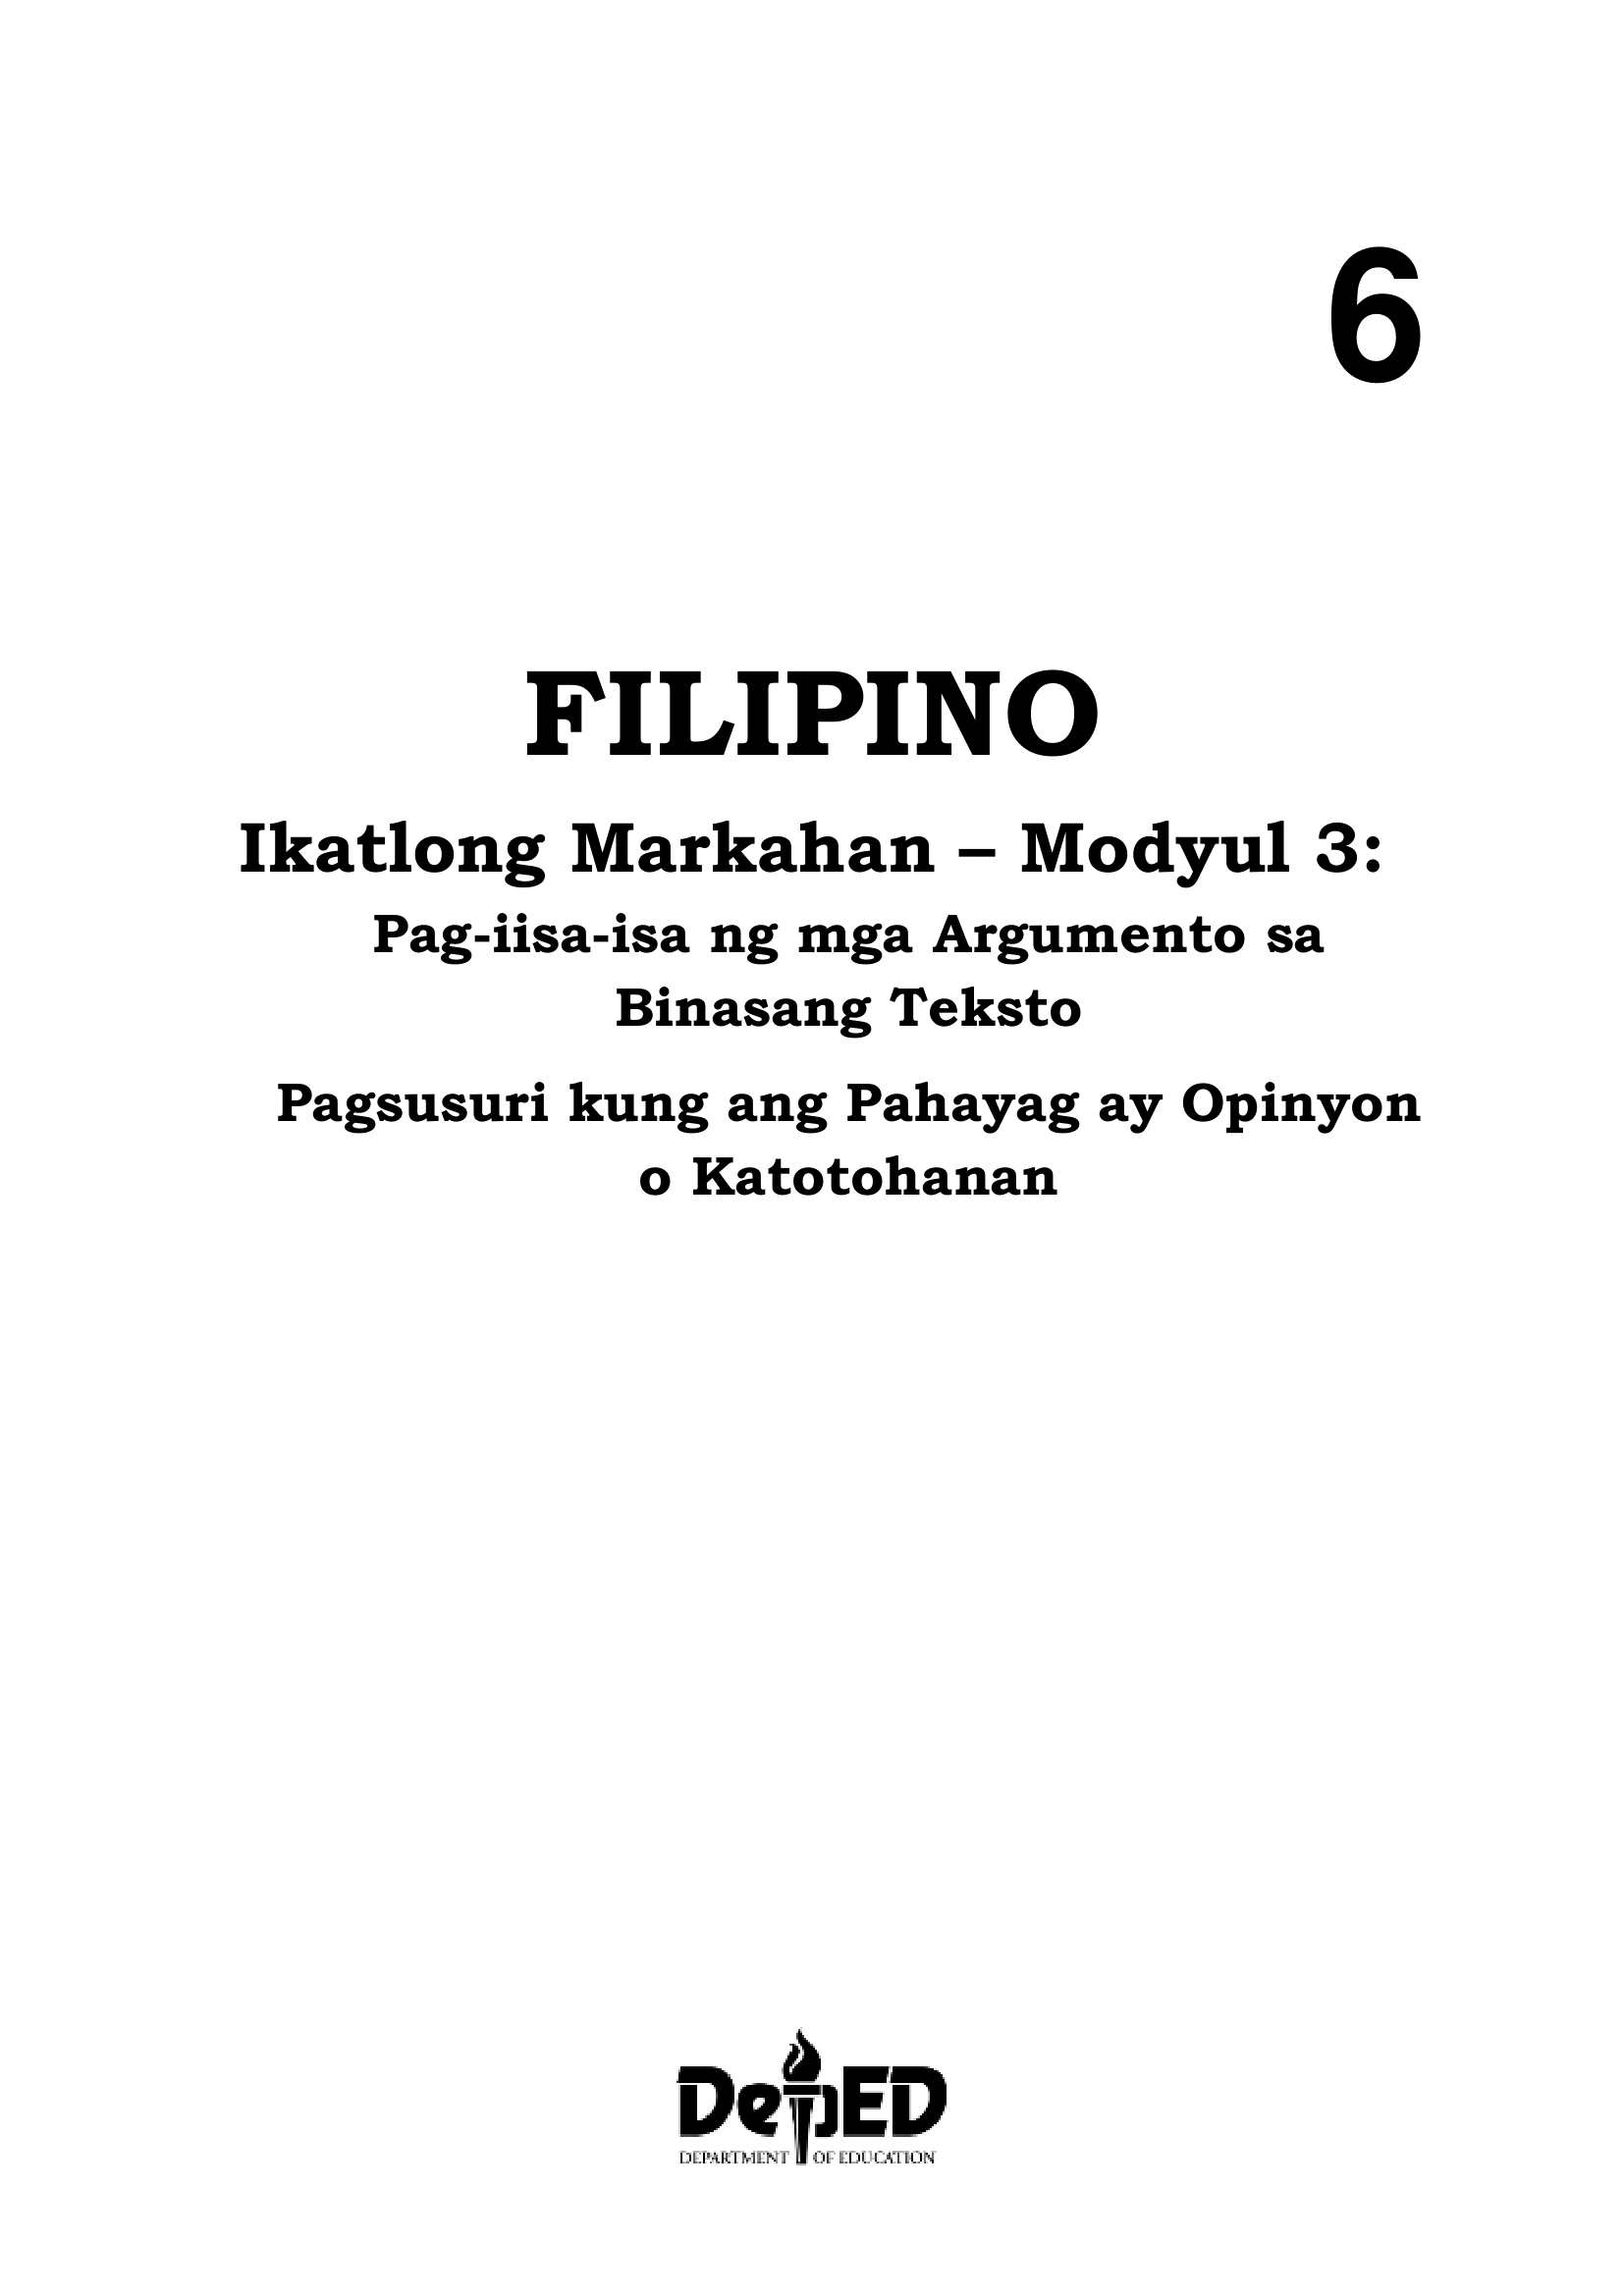 6
FILIPINO
Ikatlong Markahan – Modyul 3:
Pag-iisa-isa ng mga Argumento sa
Binasang Teksto
Pagsusuri kung ang Pahayag ay Opinyon
o Katotohanan
DepED
DEPARTMENT OF EDUCATION